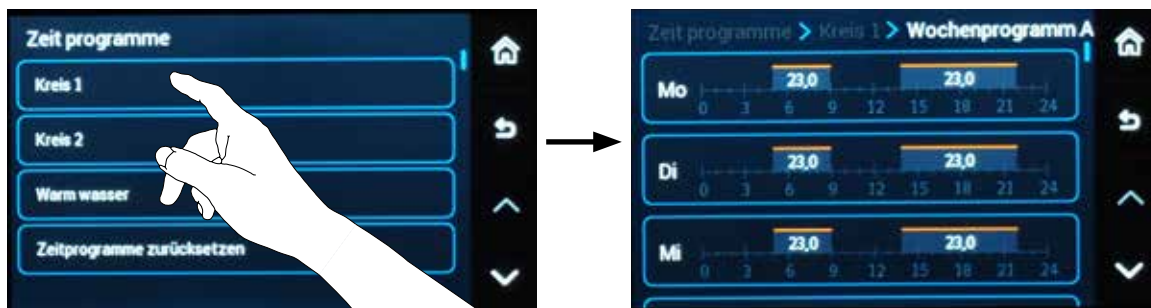 Zeit programme
Kreis 1
Kreis 2
Warm wasser
Zeitprogramme zurücksetzen
Zeit programme > Kreis 1 > Wochenprogramm A
Mo
23,0 23,0
0 3 6 9 12 15 18 21 24
Di
23,0 23,0
0 3 6 9 12 15 18 21 24
Mi
23,0 23,0
0 3 6 9 12 15 18 21 24